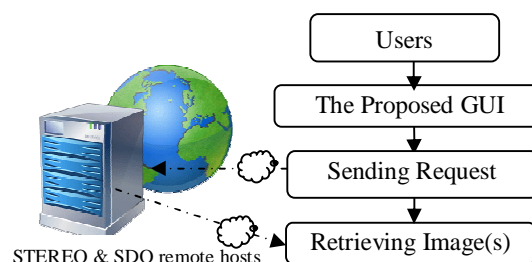 Users
The Proposed GUI
Sending Request
Retrieving Image(s)
STEREO & SDO remote hosts